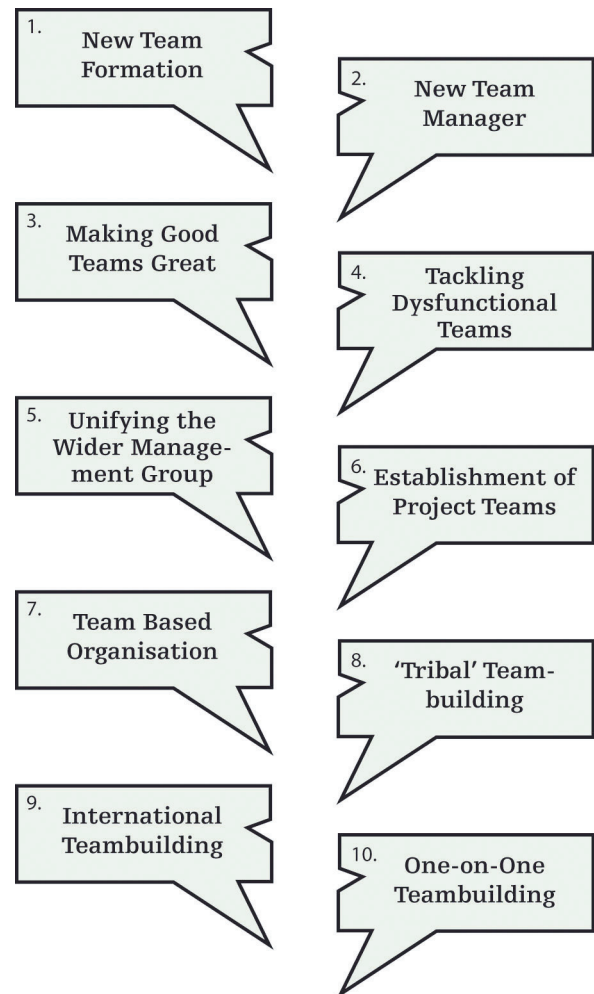 1.
New Team
Formation
2.
New Team
Manager
3.
Making Good
Teams Great
4.
Tackling
Dysfunctional
Teams
5.
Unifying the
Wider Manage-
ment Group
6.
Establishment of
Project Teams
7.
Team Based
Organisation
8.
‘Tribal’ Team-
building
9.
International
Teambuilding
10.
One-on-One
Teambuilding